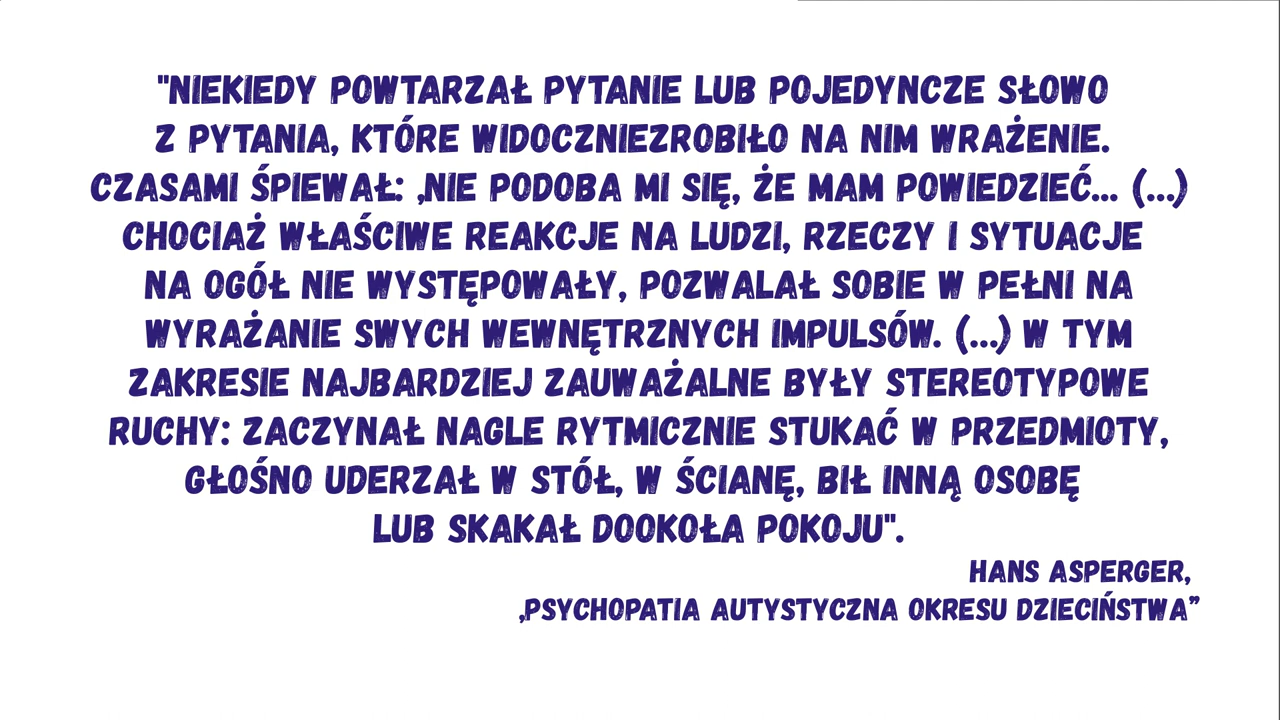 "NIEKIEDY POWTARZAŁ PYTANIE LUB POJEDYNCZE SŁOWO
Z PYTANIA, KTÓRE WIDOCZNIEZROBIŁO NA NIM WRAŻENIE.
CZASAMI ŚPIEWAŁ: ,NIE PODOBA MI SIĘ, ŻE MAM POWIEDZIEĆ... (...)
CHOCIAŻ WŁAŚCIWE REAKCJE NA LUDZI, RZECZY I SYTUACJE
NA OGÓŁ NIE WYSTĘPOWAŁY, POZWALAŁ SOBIE W PEŁNI NA
WYRAŻANIE SWYCH WEWNĘTRZNYCH IMPULSÓW. (...) W TYM
ZAKRESIE NAJBARDZIEJ ZAUWAŻALNE BYŁY STEREOTYPOWE
RUCHY: ZACZYNAŁ NAGLE RYTMICZNIE STUKAĆ W PRZEDMIOTY,
GŁOŚNO UDERZAŁ W STÓŁ, W ŚCIANĘ, BIŁ INNĄ OSOBĘ
LUB SKAKAŁ DOOKOŁA POKOJU".
HANS ASPERGER,
,PSYCHOPATIA AUTYSTYCZNA OKRESU DZIECIŃSTWA”